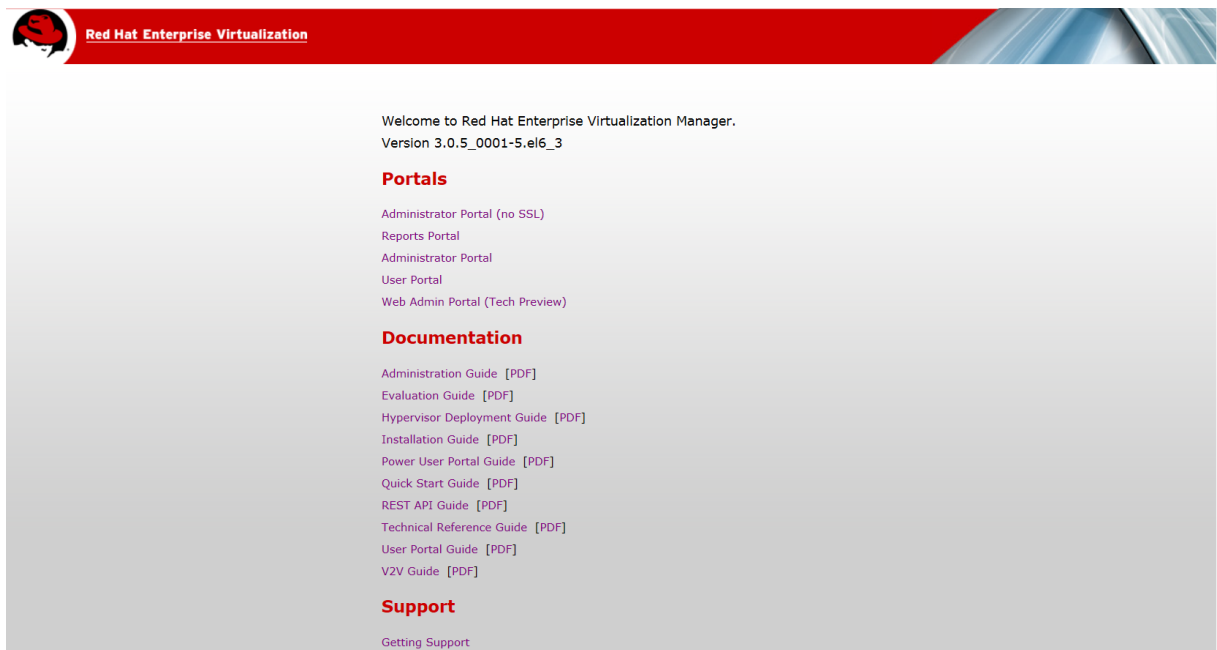 Red Hat Enterprise Virtualization
Welcome to Red Hat Enterprise Virtualization Manager.
Version 3.0.5_0001-5.el6_3
Portals
Administrator Portal (no SSL)
Reports Portal
Administrator Portal
User Portal
Web Admin Portal (Tech Preview)
Documentation
Administration Guide [PDF]
Evaluation Guide [PDF]
Hypervisor Deployment Guide [PDF]
Installation Guide [PDF]
Power User Portal Guide [PDF]
Quick Start Guide [PDF]
REST API Guide [PDF]
Technical Reference Guide [PDF]
User Portal Guide [PDF]
V2V Guide [PDF]
Support
Getting Support